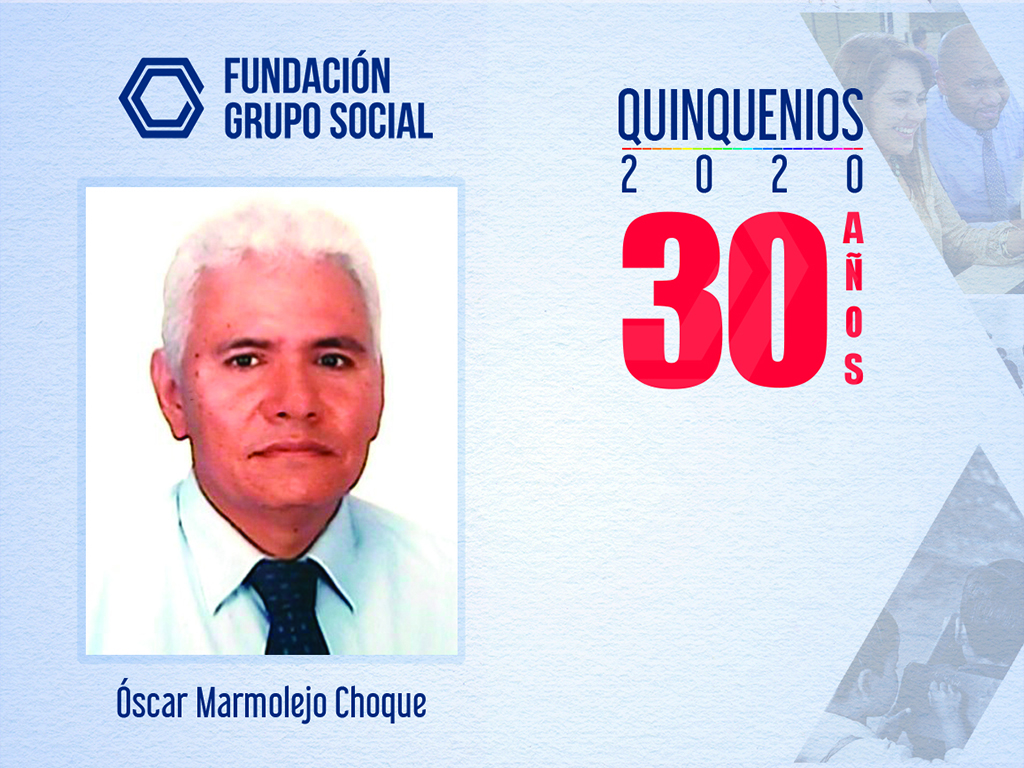 FUNDACIÓN
GRUPO SOCIAL
QUINQUENIOS
2020
30
AÑOS
Óscar Marmolejo Choque